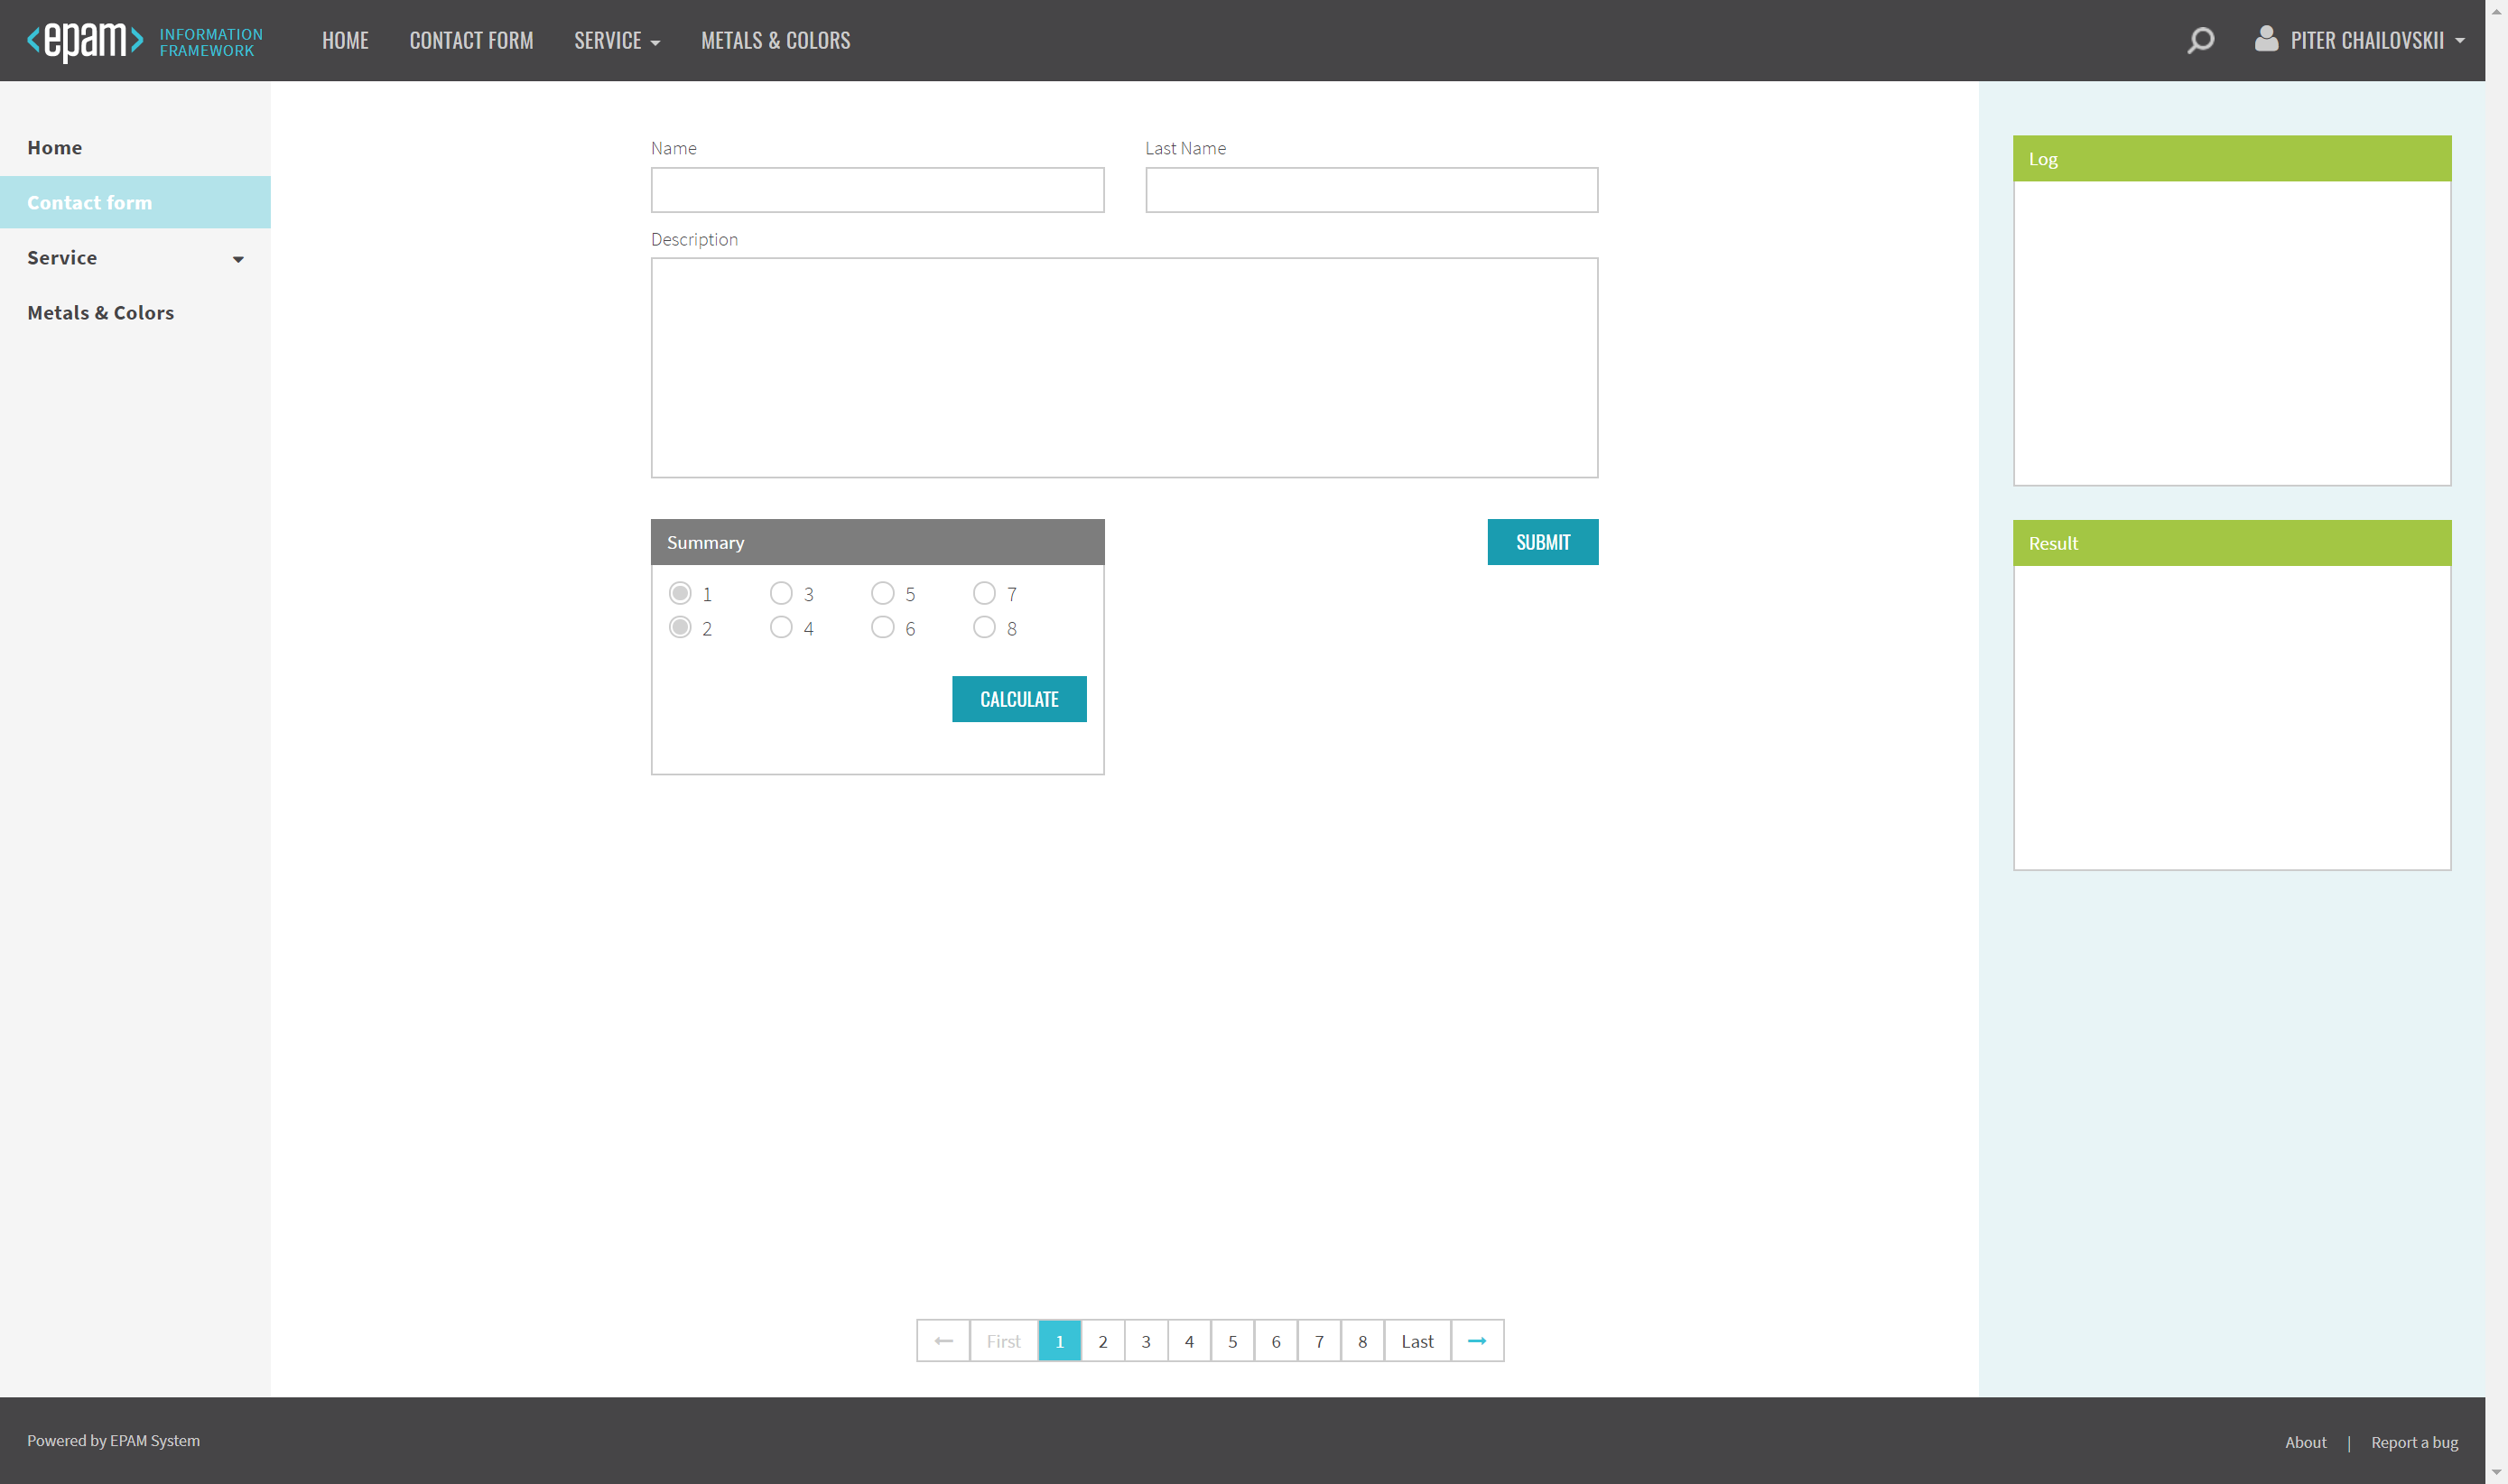 <epam> INFORMATION FRAMEWORK
HOME CONTACT FORM SERVICE METALS & COLORS PITER CHAILOVSKII
Home
Contact form
Service
Metals & Colors
Name Last Name
Description
Summary
1 3 5 7
2 4 6 8
CALCULATE
SUBMIT
Log
Result
First 1 2 3 4 5 6 7 8 Last
Powered by EPAM System
About | Report a bug